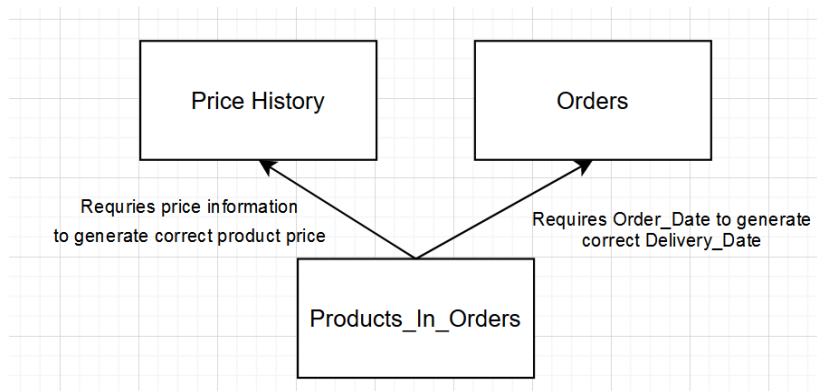 Price History
Orders
Requries price information
to generate correct product price
Requires Order_Date to generate
correct Delivery_Date
Products_In_Orders